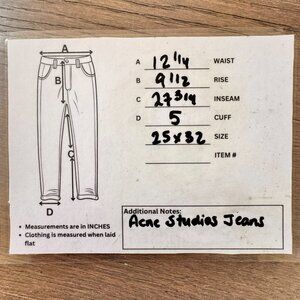 A 12 1/4 WAIST
B 9 1/2 RISE
C 27 3/4 INSEAM
D 5 CUFF
25x32 SIZE
ITEM #
A
B
C
D
• Measurements are in INCHES
• Clothing is measured when laid
flat
Additional Notes:
Acne Studios Jeans